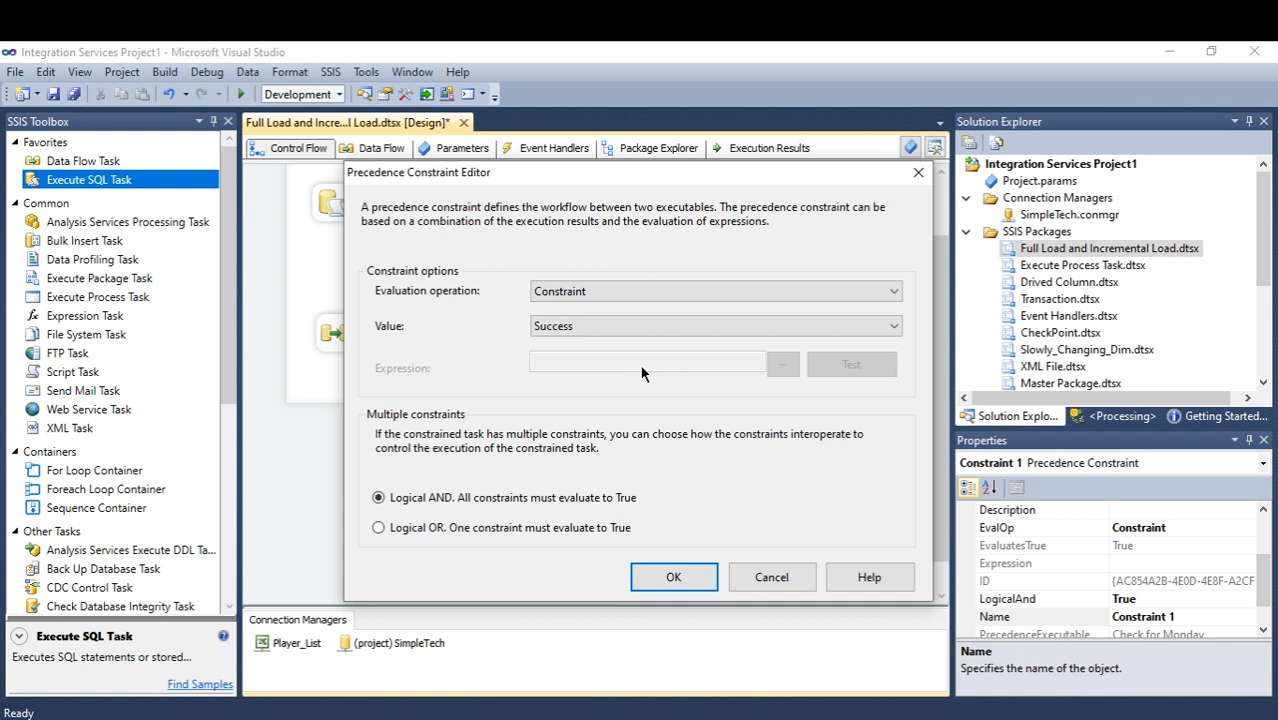 Integration Services Project1 - Microsoft Visual Studio
File Edit View Project Build Debug Data Format SSIS Tools Window Help
Development
SSIS Toolbox
Favorites
Data Flow Task
Execute SQL Task
Common
Analysis Services Processing Task
Bulk Insert Task
Data Profiling Task
Execute Package Task
Execute Process Task
Expression Task
File System Task
FTP Task
Script Task
Send Mail Task
Web Service Task
XML Task
Containers
For Loop Container
Foreach Loop Container
Sequence Container
Other Tasks
Analysis Services Execute DDL Ta...
Back Up Database Task
CDC Control Task
Check Database Integrity Task
Execute SQL Task
Executes SQL statements or stored...
Find Samples
Ready
Full Load and Incre...l Load.dtsx [Design]*
Control Flow Data Flow Parameters Event Handlers Package Explorer Execution Results
Precedence Constraint Editor
A precedence constraint defines the workflow between two executables. The precedence constraint can be
based on a combination of the execution results and the evaluation of expressions.
Constraint options
Evaluation operation: Constraint
Value: Success
Expression: ... Test
Multiple constraints
If the constrained task has multiple constraints, you can choose how the constraints interoperate to
control the execution of the constrained task.
Logical AND. All constraints must evaluate to True
Logical OR. One constraint must evaluate to True
OK Cancel Help
Connection Managers
Player_List (project) SimpleTech
Solution Explorer
Integration Services Project1
Project.params
Connection Managers
SimpleTech.conmgr
SSIS Packages
Full Load and Incremental Load.dtsx
Execute Process Task.dtsx
Drived Column.dtsx
Transaction.dtsx
Event Handlers.dtsx
CheckPoint.dtsx
Slowly_Changing_Dim.dtsx
XML File.dtsx
Master Package.dtsx
Solution Explo... <Processing> Getting Started...
Properties
Constraint 1 Precedence Constraint
Description
EvalOp Constraint
EvaluatesTrue True
Expression
ID {AC854A2B-4E0D-4E8F-A2CF
LogicalAnd True
Name Constraint 1
PrecedenceExecutable Check for Monday
Name
Specifies the name of the object.